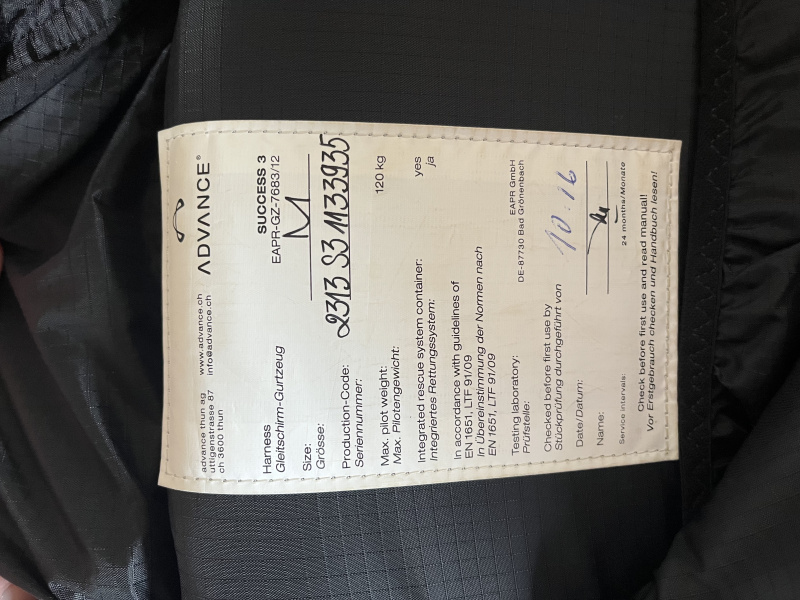 advance thun ag www.advance.ch
uttigenstrasse 87 info@advance.ch
ch 3600 thun
ADVANCE®
Harness SUCCESS 3
Gleitschirm-Gurtzeug EAPR-GZ-7683/12
Size: M
Grösse:
Production-Code: 2313 S3 M33935
Seriennummer:
Max. pilot weight: 120 kg
Max. Pilotengewicht:
Integrated rescue system container: yes
Integriertes Rettungssystem: ja
In accordance with guidelines of
EN 1651, LTF 91/09
In Übereinstimmung der Normen nach
EN 1651, LTF 91/09
Testing laboratory: EAPR GmbH
Prüfstelle: DE-87730 Bad Grönenbach
Checked before first use by
Stückprüfung durchgeführt von
Date/Datum: 10.16
Name:
Service intervals: 24 months/Monate
Check before first use and read manual!
Vor Erstgebrauch checken und Handbuch lesen!